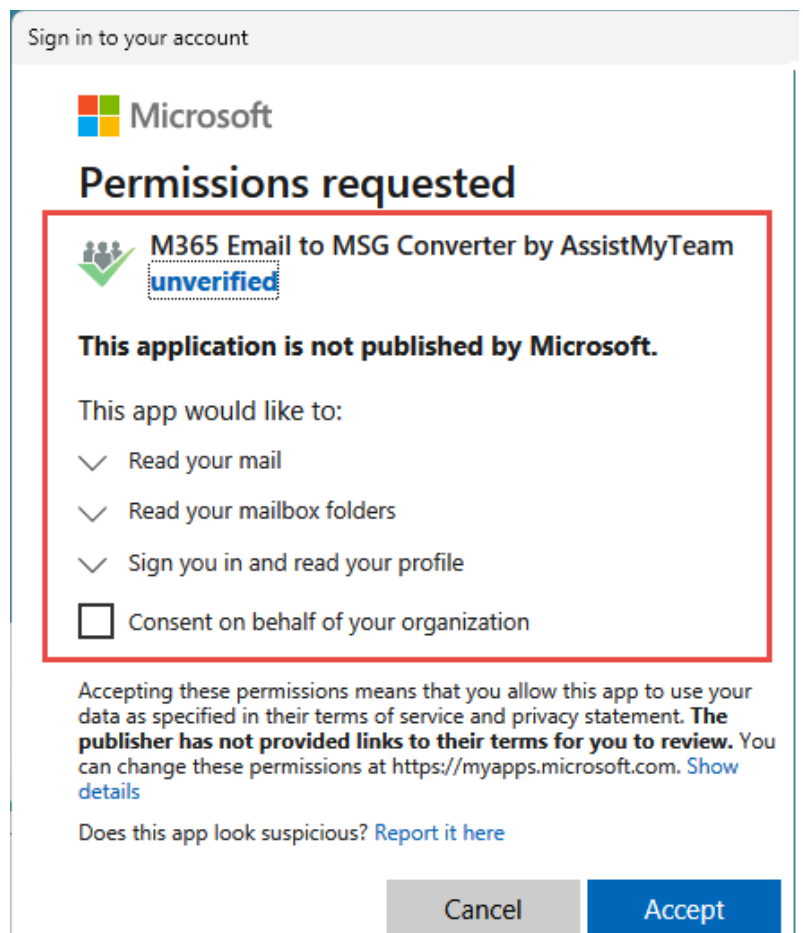 Sign in to your account
Microsoft
Permissions requested
M365 Email to MSG Converter by AssistMyTeam
unverified
This application is not published by Microsoft.
This app would like to:
Read your mail
Read your mailbox folders
Sign you in and read your profile
Consent on behalf of your organization
Accepting these permissions means that you allow this app to use your
data as specified in their terms of service and privacy statement. The
publisher has not provided links to their terms for you to review. You
can change these permissions at https://myapps.microsoft.com. Show
details
Does this app look suspicious? Report it here
Cancel
Accept